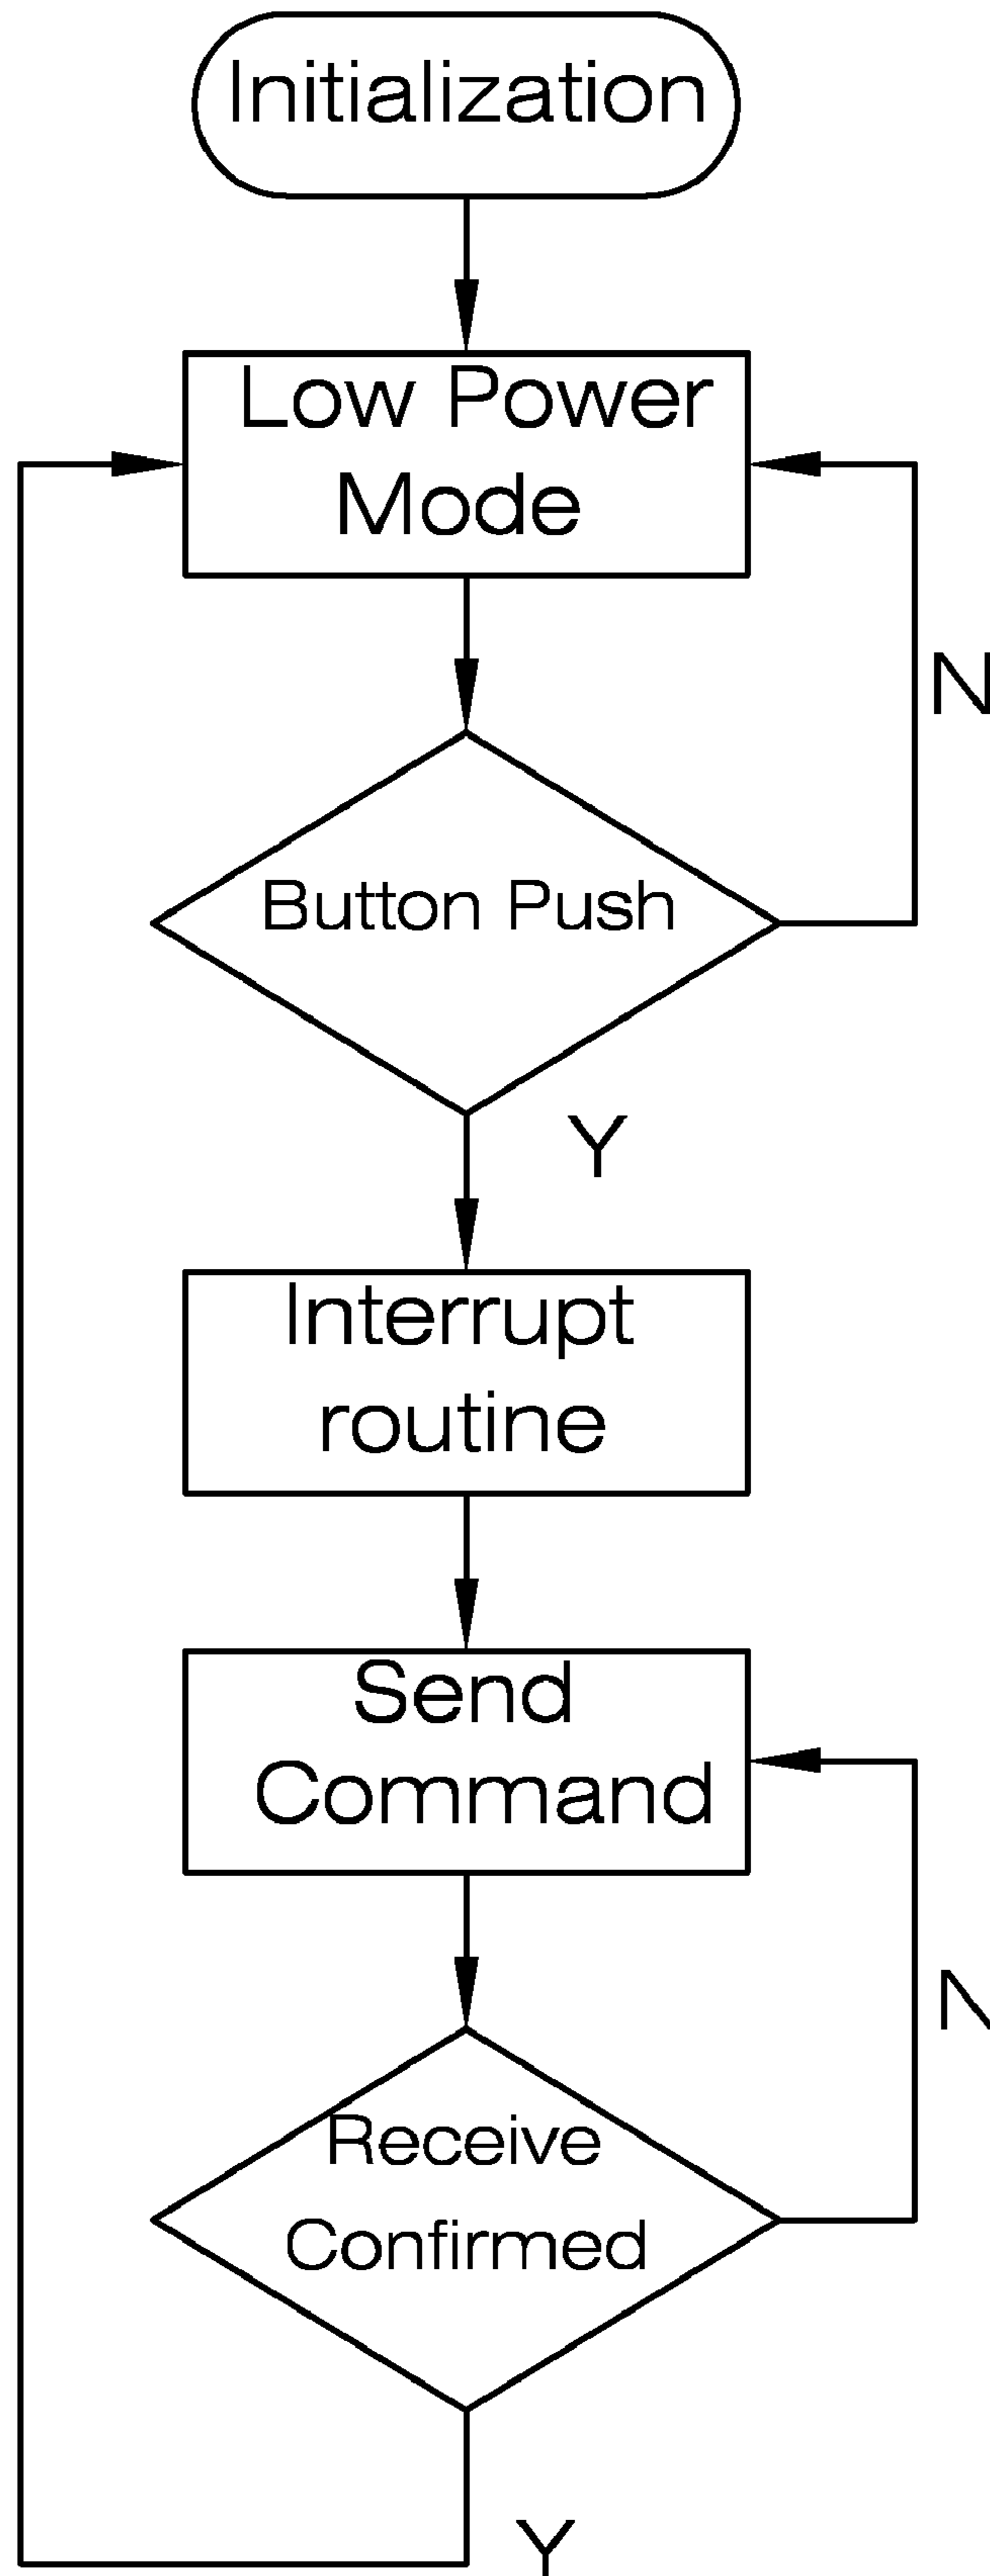 Initialization
Low Power
Mode
N
Button Push
Y
Interrupt
routine
Send
Command
N
Receive
Confirmed
Y